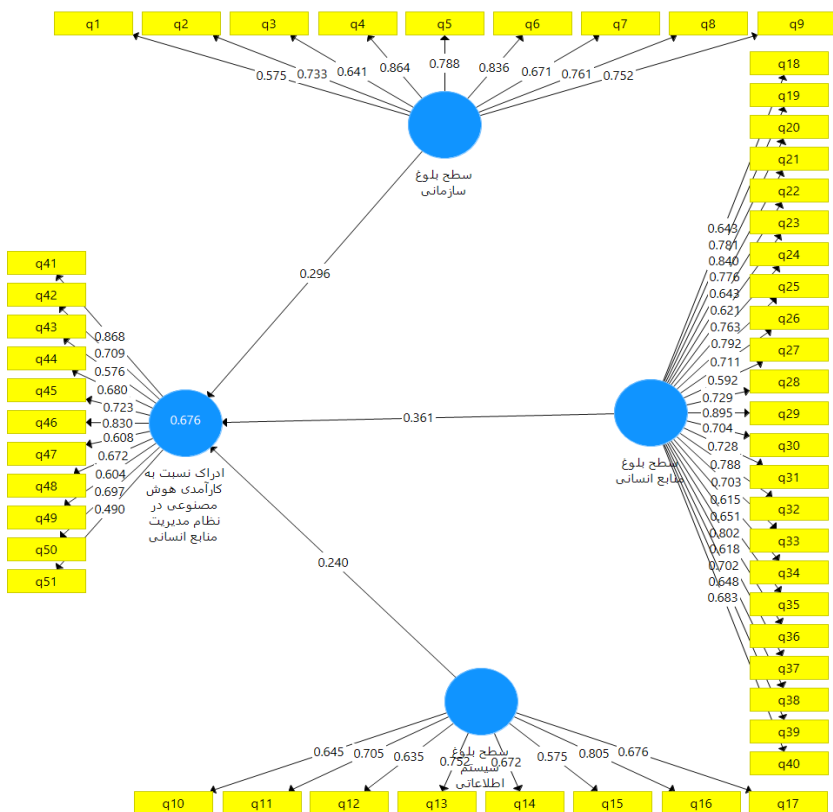 q1 q2 q3 q4 q5 q6 q7 q8 q9
0.575 0.733 0.641 0.864 0.788 0.836 0.671 0.761 0.752
سطح بلوغ
سازمانی
q18
q19
q20
q21
q22
q23
q24
q25
q26
q27
q28
q29
q30
q31
q32
q33
q34
q35
q36
q37
q38
q39
q40
0.643
0.781
0.840
0.776
0.643
0.621
0.763
0.792
0.711
0.592
0.729
0.895
0.704
0.728
0.788
0.703
0.615
0.651
0.802
0.618
0.702
0.648
0.683
سطح بلوغ
منابع انسانی
0.296
0.361
0.240
q41
q42
q43
q44
q45
q46
q47
q48
q49
q50
q51
0.868
0.709
0.576
0.680
0.723
0.830
0.608
0.672
0.604
0.697
0.490
0.676
ادراک نسبت به
کارآمدی هوش
مصنوعی در
نظام مدیریت
منابع انسانی
سطح بلوغ
سیستم
اطلاعاتی
0.645 0.705 0.635 0.752 0.672 0.575 0.805 0.676
q10 q11 q12 q13 q14 q15 q16 q17